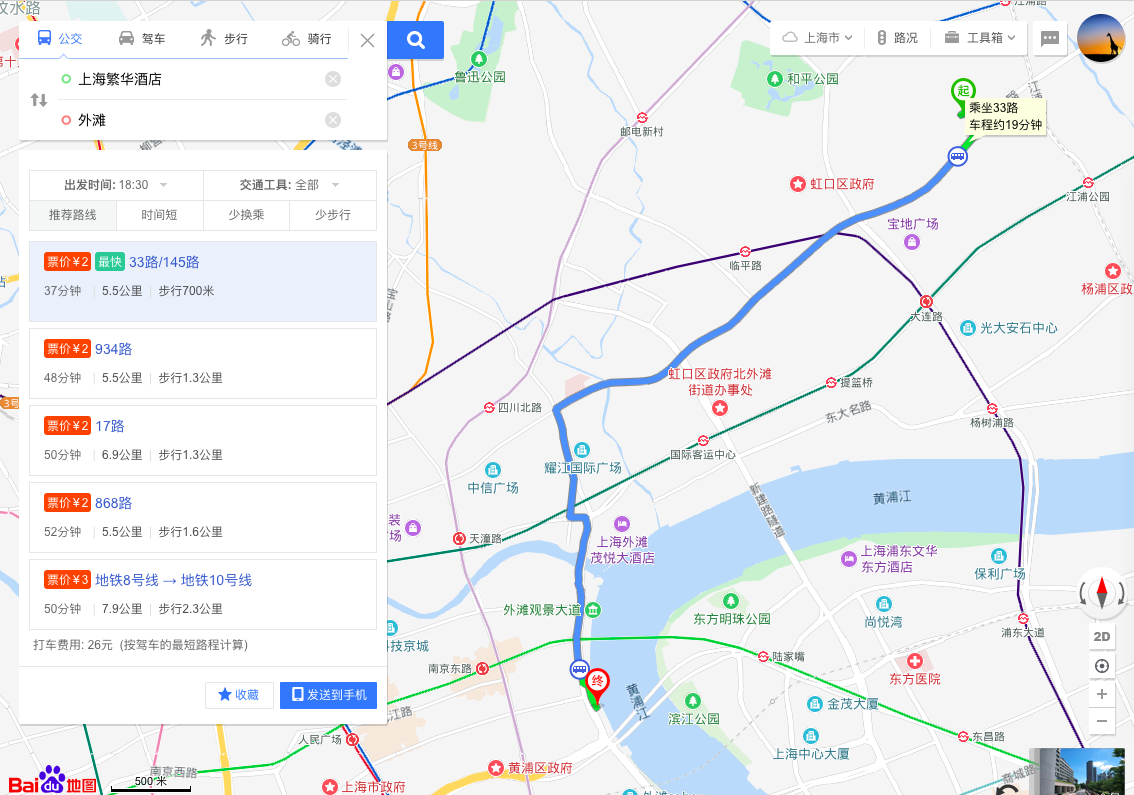 公交
驾车
步行
骑行
上海市
路况
工具箱
上海繁华酒店
外滩
出发时间: 18:30
交通工具: 全部
推荐路线
时间短
少换乘
少步行
票价¥2 最快 33路/145路
37分钟 | 5.5公里 | 步行700米
票价¥2 934路
48分钟 | 5.5公里 | 步行1.3公里
票价¥2 17路
50分钟 | 6.9公里 | 步行1.3公里
票价¥2 868路
52分钟 | 5.5公里 | 步行1.6公里
票价¥3 地铁8号线 → 地铁10号线
50分钟 | 7.9公里 | 步行2.3公里
打车费用: 26元 (按驾车的最短路程计算)
收藏
发送到手机
鲁迅公园
和平公园
起
乘坐33路
车程约19分钟
邮电新村
3号线
虹口区政府
江浦公园
宝地广场
临平路
杨浦区政
大连路
光大安石中心
虹口区政府北外滩
街道办事处
提篮桥
四川北路
东大名路
杨树浦路
国际客运中心
耀江国际广场
中信广场
新建路隧道
黄浦江
天潼路
上海外滩
茂悦大酒店
上海浦东文华
东方酒店
保利广场
外滩观景大道
东方明珠公园
尚悦湾
浦东大道
科技京城
南京东路
陆家嘴
东方医院
终
黄浦江
滨江公园
金茂大厦
人民广场
东昌路
上海中心大厦
黄浦区政府
南京西路
上海市政府
商城路
2D
Bai du 地图
500 米